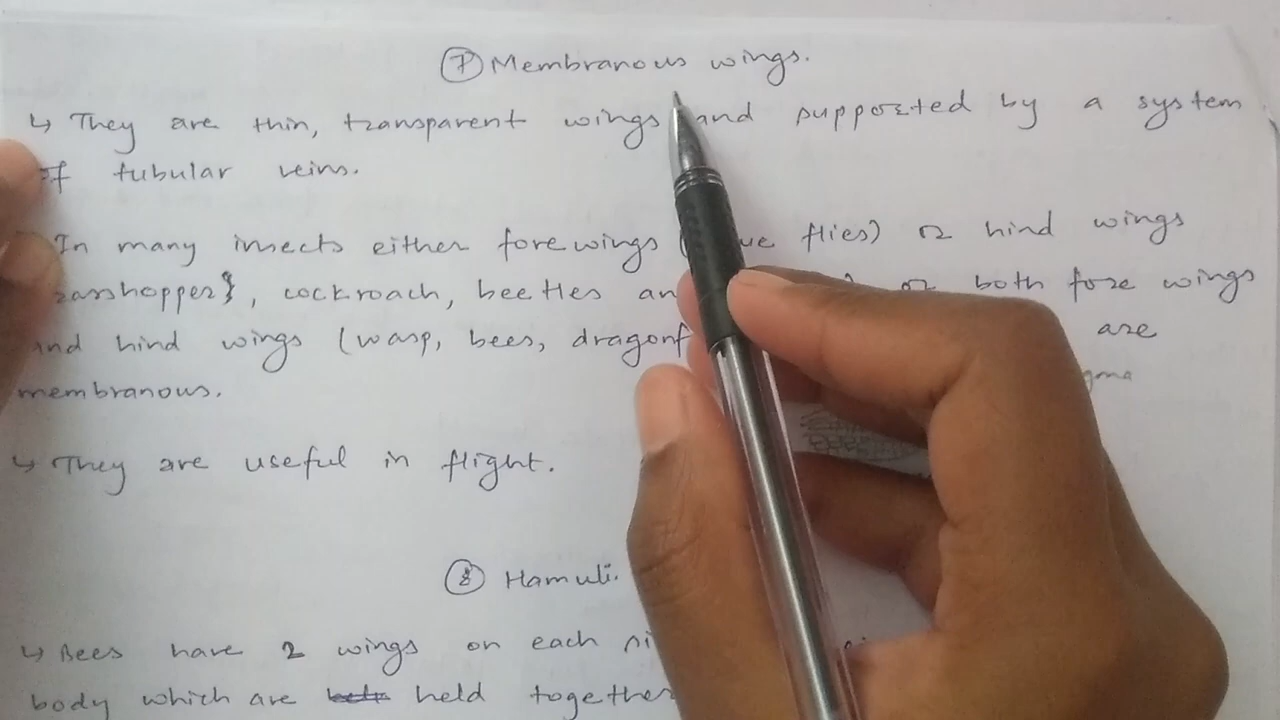 ⑦ Membranous wings.
↳ They are thin, transparent wings and supported by a system
of tubular veins.
In many insects either forewings flies) or hind wings
, cockroach, beetles or both fore wings
and hind wings (wasp, bees, are
membranous.
↳ They are useful in flight.
⑧ Hamuli.
↳ Bees have 2 wings on each
body which are held together